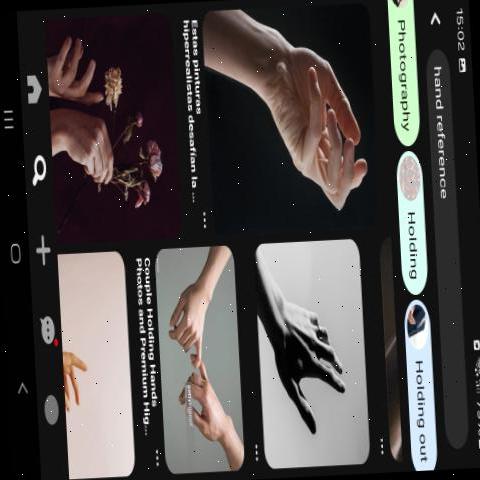 15:02
hand reference
Photography
Holding
Holding out
Estas pinturas
hiperrealistas desafían la ...
Couple Holding Hands
Photos and Premium Hig...